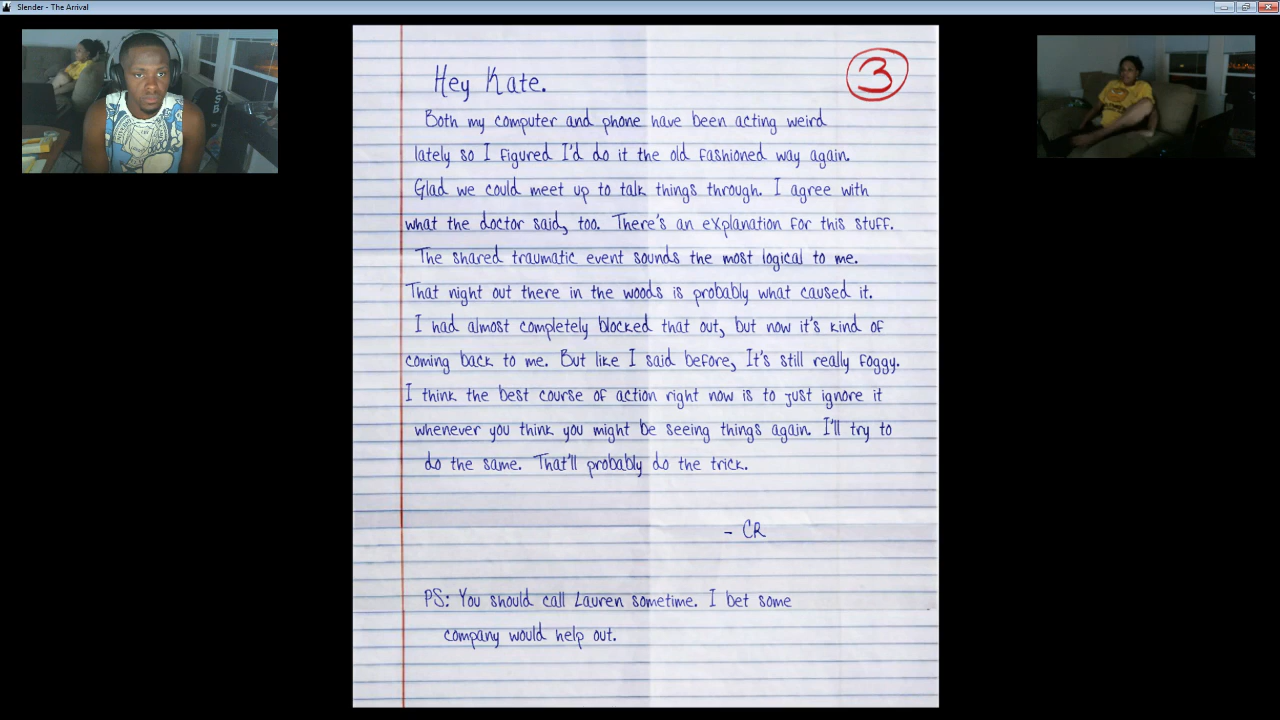 Slender - The Arrival
3
Hey Kate.
Both my computer and phone have been acting weird
lately so I figured I'd do it the old fashioned way again.
Glad we could meet up to talk things through. I agree with
what the doctor said, too. There's an explanation for this stuff.
The shared traumatic event sounds the most logical to me.
That night out there in the woods is probably what caused it.
I had almost completely blocked that out, but now it's kind of
coming back to me. But like I said before, It's still really foggy.
I think the best course of action right now is to just ignore it
whenever you think you might be seeing things again. I'll try to
do the same. That'll probably do the trick.
- CR
PS: You should call Lauren sometime. I bet some
company would help out.